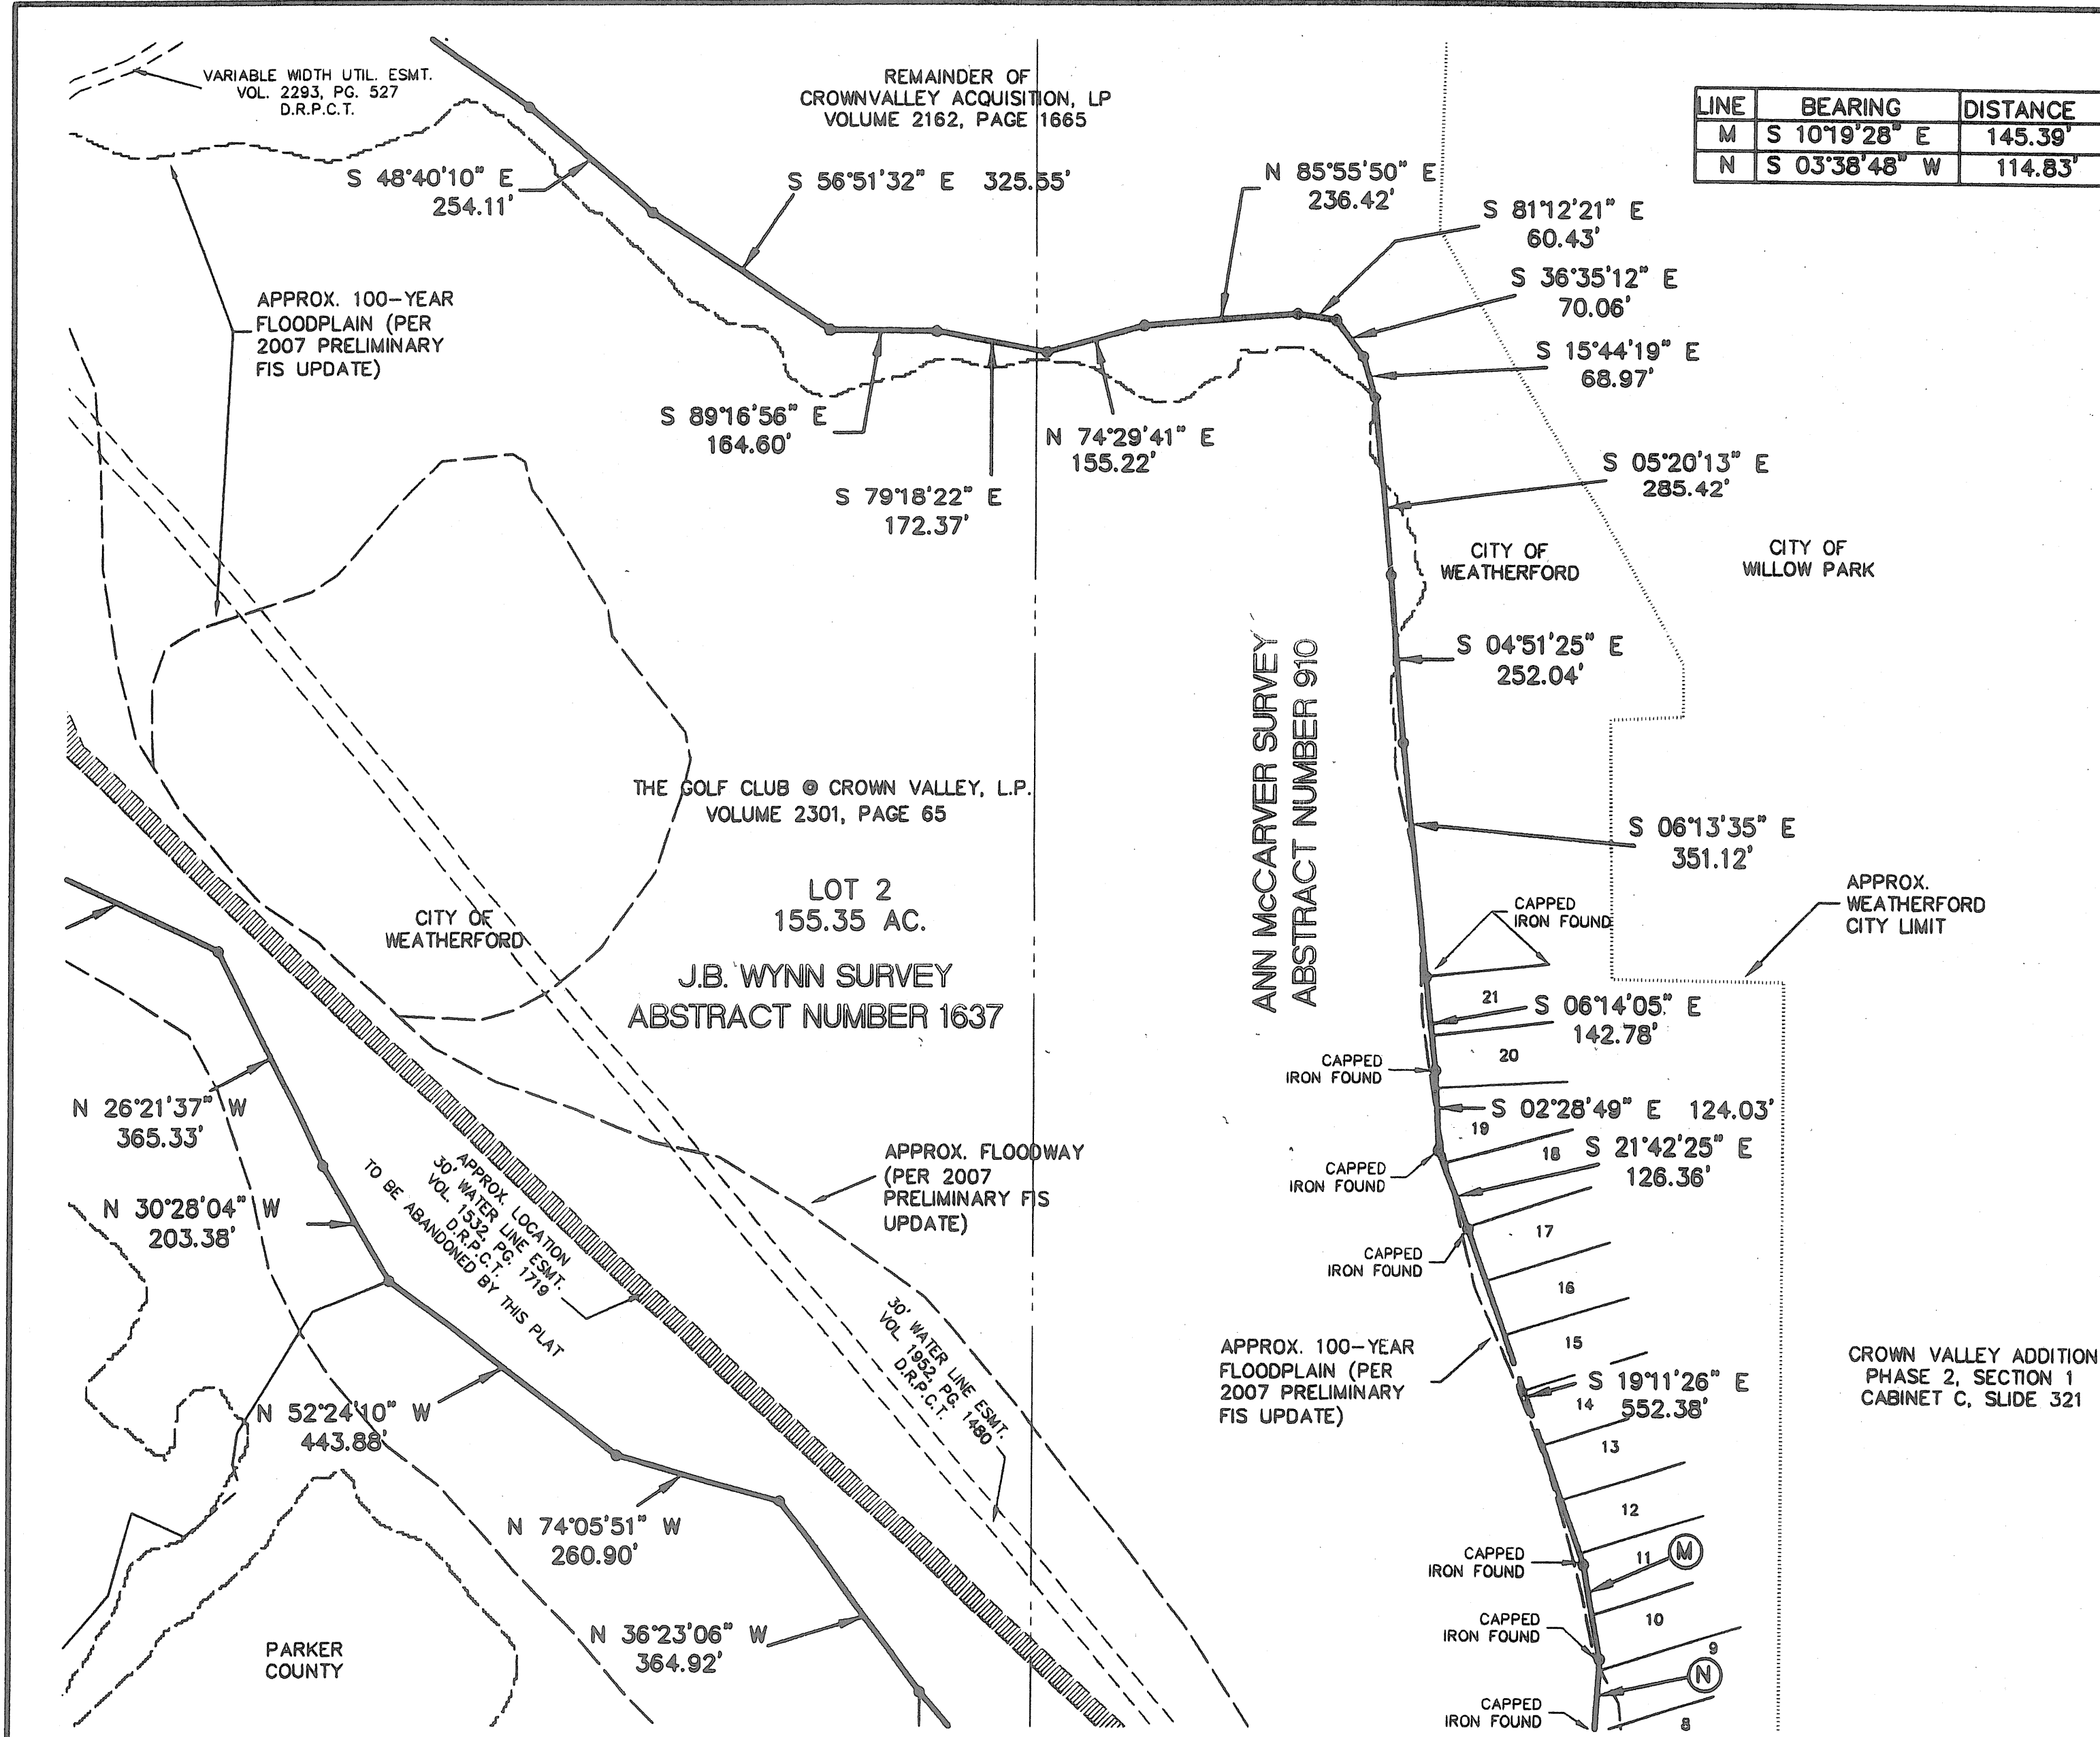 VARIABLE WIDTH UTIL. ESMT.
VOL. 2293, PG. 527
D.R.P.C.T.
REMAINDER OF
CROWNVALLEY ACQUISITION, LP
VOLUME 2162, PAGE 1665
LINE BEARING DISTANCE
M S 10°19'28" E 145.39'
N S 03°38'48" W 114.83'
S 48°40'10" E
254.11'
S 56°51'32" E 325.55'
N 85°55'50" E
236.42'
S 81°12'21" E
60.43'
S 36°35'12" E
70.06'
S 15°44'19" E
68.97'
APPROX. 100-YEAR
FLOODPLAIN (PER
2007 PRELIMINARY
FIS UPDATE)
S 89°16'56" E
164.60'
S 79°18'22" E
172.37'
N 74°29'41" E
155.22'
S 05°20'13" E
285.42'
CITY OF
WEATHERFORD
CITY OF
WILLOW PARK
S 04°51'25" E
252.04'
ANN McCARVER SURVEY
ABSTRACT NUMBER 910
THE GOLF CLUB @ CROWN VALLEY, L.P.
VOLUME 2301, PAGE 65
S 06°13'35" E
351.12'
LOT 2
155.35 AC.
CITY OF
WEATHERFORD
J.B. WYNN SURVEY
ABSTRACT NUMBER 1637
CAPPED
IRON FOUND
APPROX.
WEATHERFORD
CITY LIMIT
21
S 06°14'05" E
142.78'
20
CAPPED
IRON FOUND
S 02°28'49" E 124.03'
19
N 26°21'37" W
365.33'
S 21°42'25" E
126.36'
18
CAPPED
IRON FOUND
APPROX. FLOODWAY
(PER 2007
PRELIMINARY FIS
UPDATE)
N 30°28'04" W
203.38'
APPROX. LOCATION
30' WATER LINE ESMT.
VOL. 1532, PG. 1719
D.R.P.C.T.
TO BE ABANDONED BY THIS PLAT
17
CAPPED
IRON FOUND
16
30' WATER LINE ESMT.
VOL. 1952, PG. 1480
D.R.P.C.T.
APPROX. 100-YEAR
FLOODPLAIN (PER
2007 PRELIMINARY
FIS UPDATE)
15
CROWN VALLEY ADDITION
PHASE 2, SECTION 1
CABINET C, SLIDE 321
S 19°11'26" E
552.38'
14
N 52°24'10" W
443.88'
13
12
N 74°05'51" W
260.90'
CAPPED
IRON FOUND
11
M
10
CAPPED
IRON FOUND
N 36°23'06" W
364.92'
PARKER
COUNTY
9
N
CAPPED
IRON FOUND
8